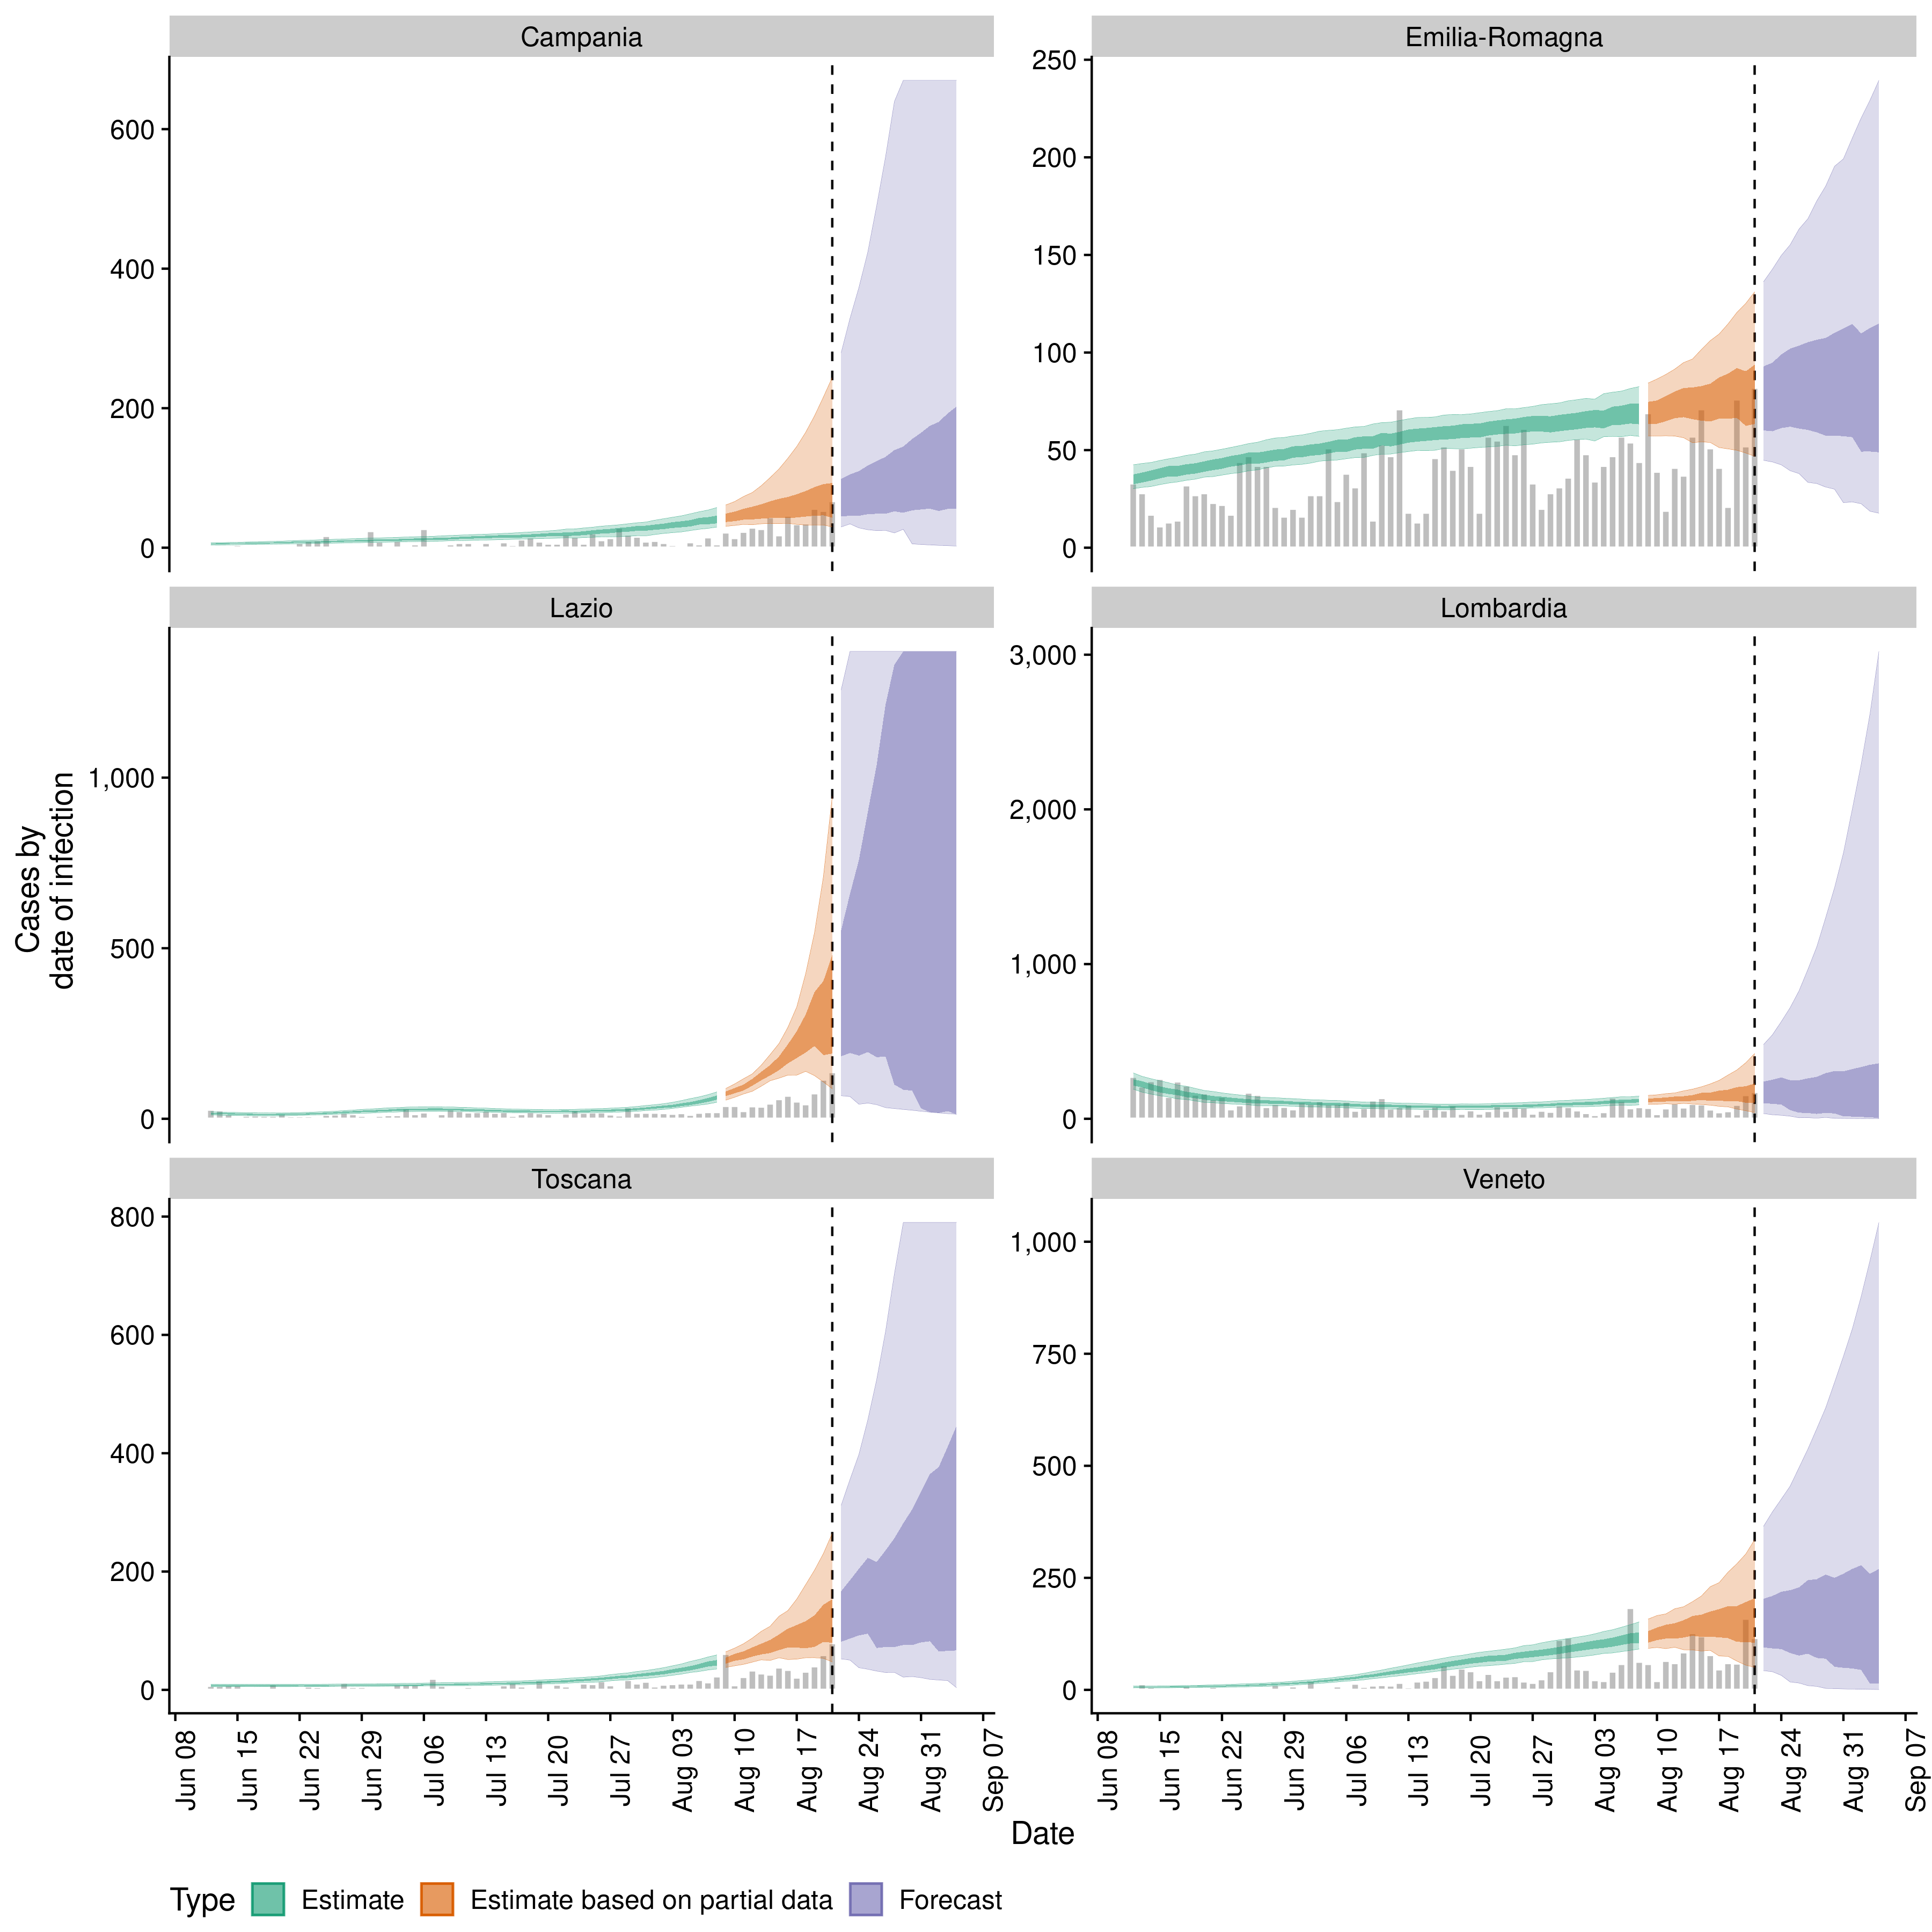 Campania
Emilia-Romagna
600
400
200
0
250
200
150
100
50
0
Lazio
Lombardia
1,000
500
0
3,000
2,000
1,000
0
Cases by
date of infection
Toscana
Veneto
800
600
400
200
0
1,000
750
500
250
0
Jun 08
Jun 15
Jun 22
Jun 29
Jul 06
Jul 13
Jul 20
Jul 27
Aug 03
Aug 10
Aug 17
Aug 24
Aug 31
Sep 07
Jun 08
Jun 15
Jun 22
Jun 29
Jul 06
Jul 13
Jul 20
Jul 27
Aug 03
Aug 10
Aug 17
Aug 24
Aug 31
Sep 07
Date
Type Estimate Estimate based on partial data Forecast